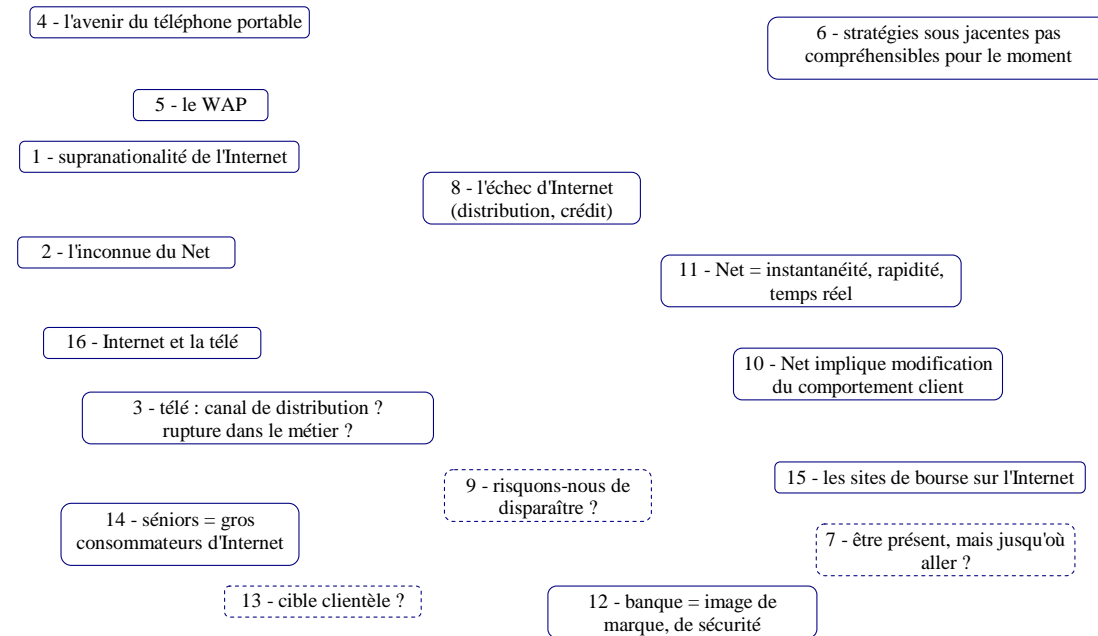 4 - l'avenir du téléphone portable
6 - stratégies sous jacentes pas
compréhensibles pour le moment
5 - le WAP
1 - supranationalité de l'Internet
8 - l'échec d'Internet
(distribution, crédit)
2 - l'inconnue du Net
11 - Net = instantanéité, rapidité,
temps réel
16 - Internet et la télé
10 - Net implique modification
du comportement client
3 - télé : canal de distribution ?
rupture dans le métier ?
15 - les sites de bourse sur l'Internet
9 - risquons-nous de
disparaître ?
14 - séniors = gros
consommateurs d'Internet
7 - être présent, mais jusqu'où
aller ?
13 - cible clientèle ?
12 - banque = image de
marque, de sécurité